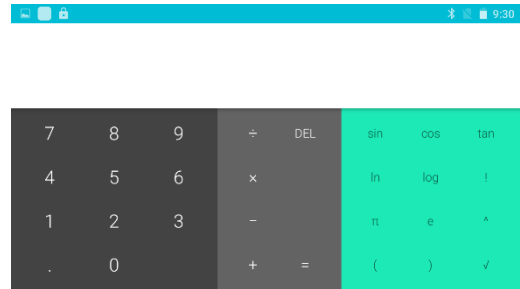 9:30
7 8 9 ÷ DEL sin cos tan
4 5 6 × ln log !
1 2 3 − π e ^
. 0 + = ( ) √